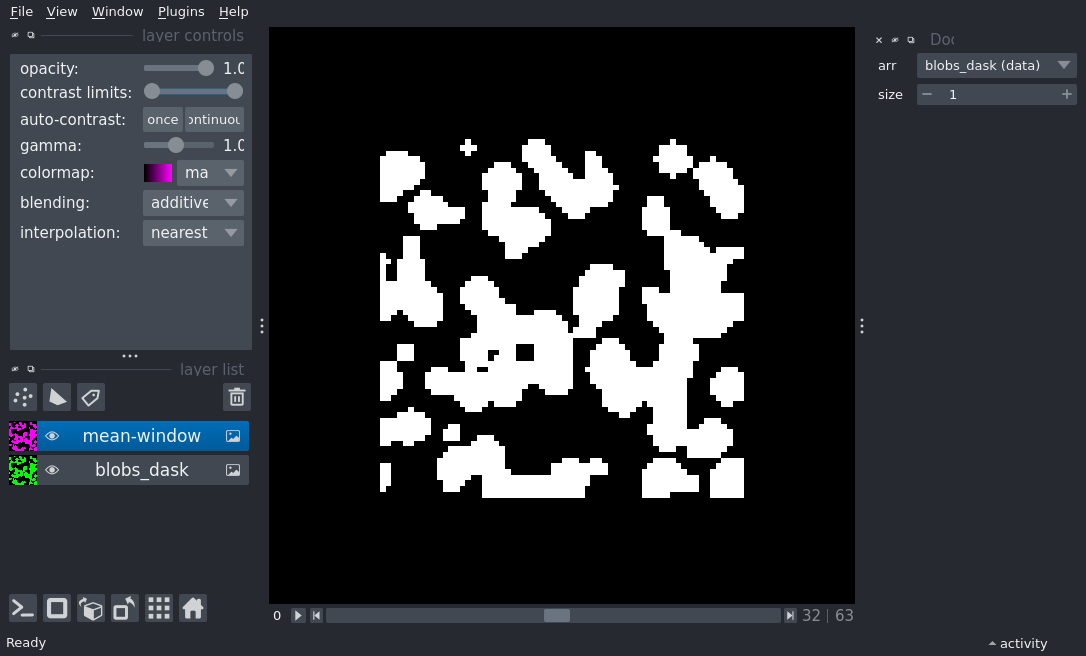 File View Window Plugins Help
layer controls
opacity: 1.0
contrast limits:
auto-contrast: once ontinuou
gamma: 1.0
colormap: ma
blending: additive
interpolation: nearest
layer list
mean-window
blobs_dask
0 32 | 63
Ready
activity
Doc
arr blobs_dask (data)
size − 1 +